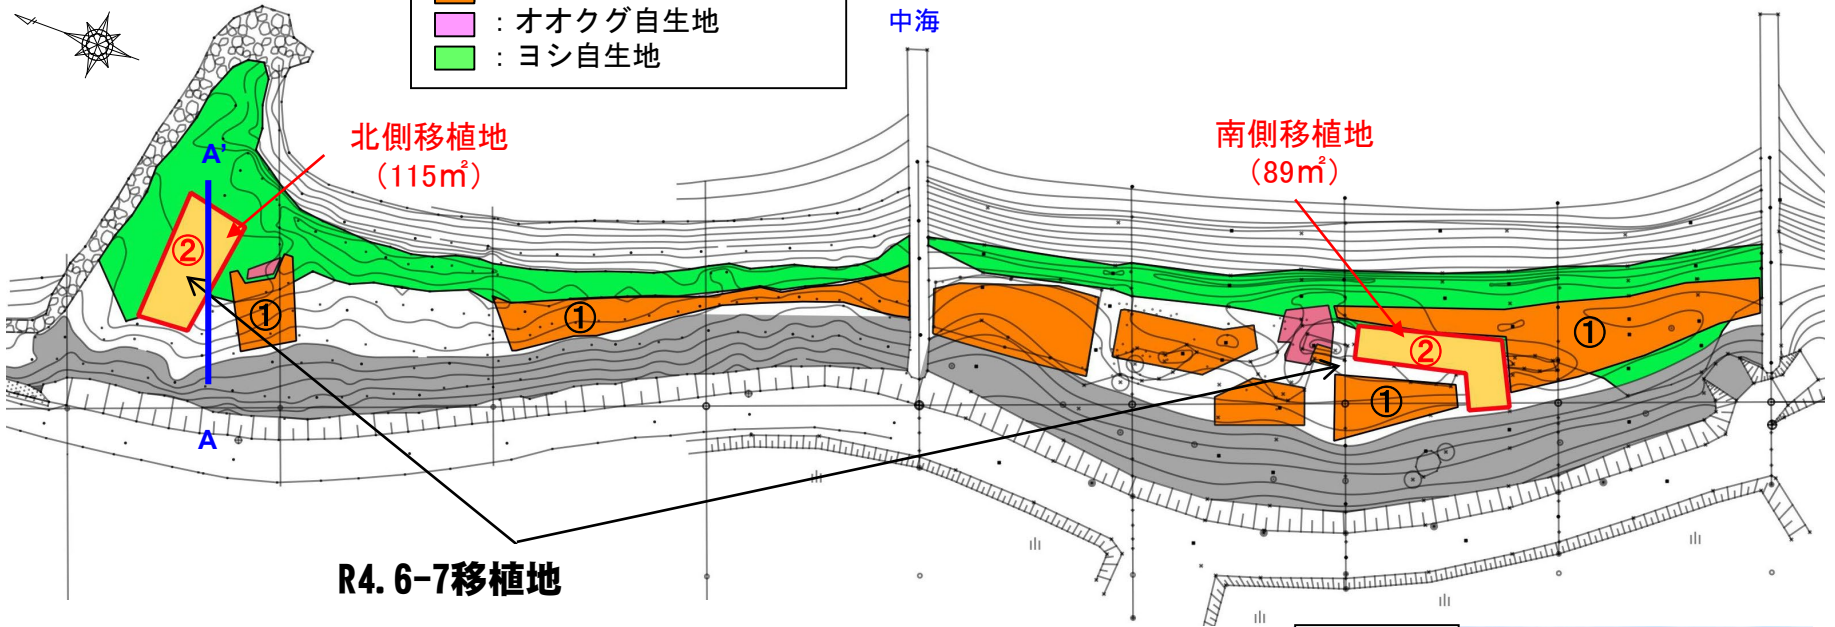 ：オオクグ自生地
：ヨシ自生地
中海
北側移植地
（115㎡）
南側移植地
（89㎡）
A'
②
①
①
②
①
①
A
R4.6-7移植地